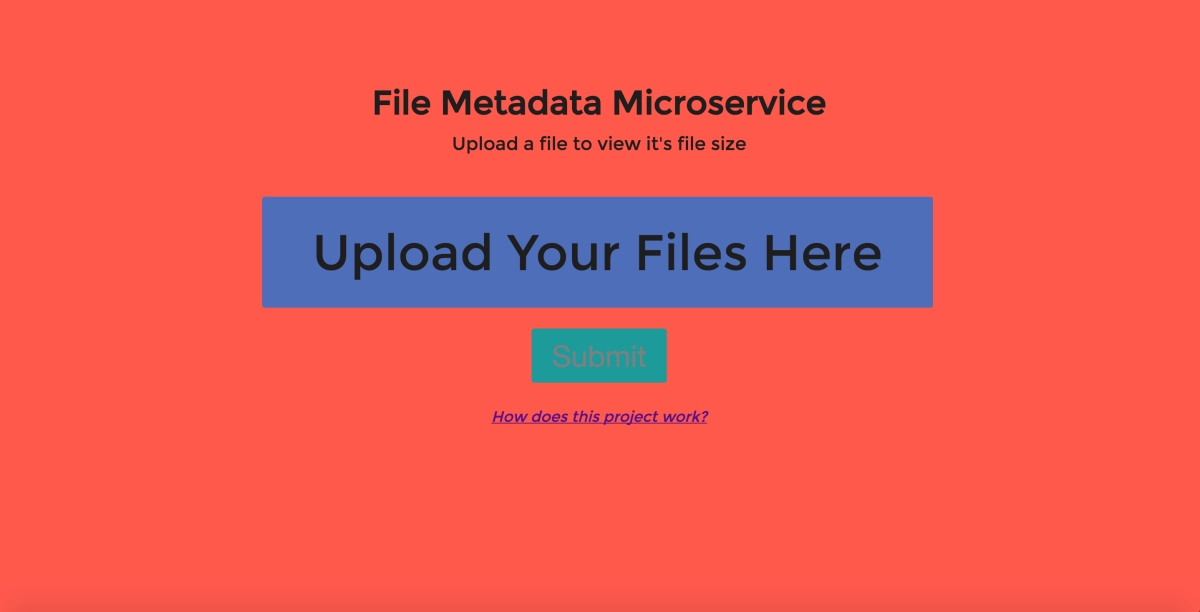 File Metadata Microservice
Upload a file to view it's file size
Upload Your Files Here
Submit
How does this project work?